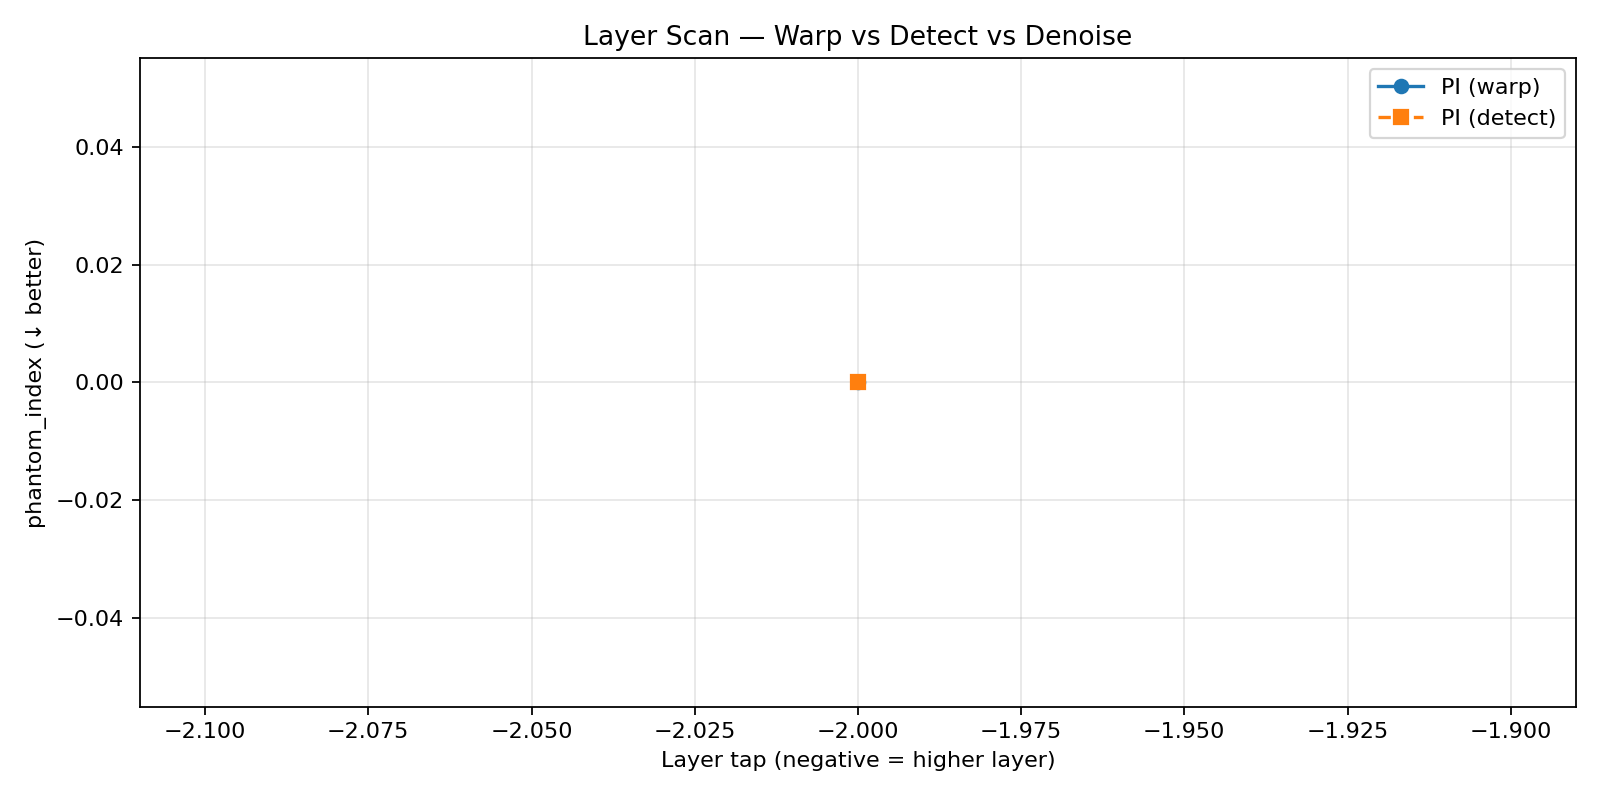 Layer Scan — Warp vs Detect vs Denoise
PI (warp)
PI (detect)
phantom_index (↓ better)
0.04
0.02
0.00
−0.02
−0.04
−2.100
−2.075
−2.050
−2.025
−2.000
−1.975
−1.950
−1.925
−1.900
Layer tap (negative = higher layer)